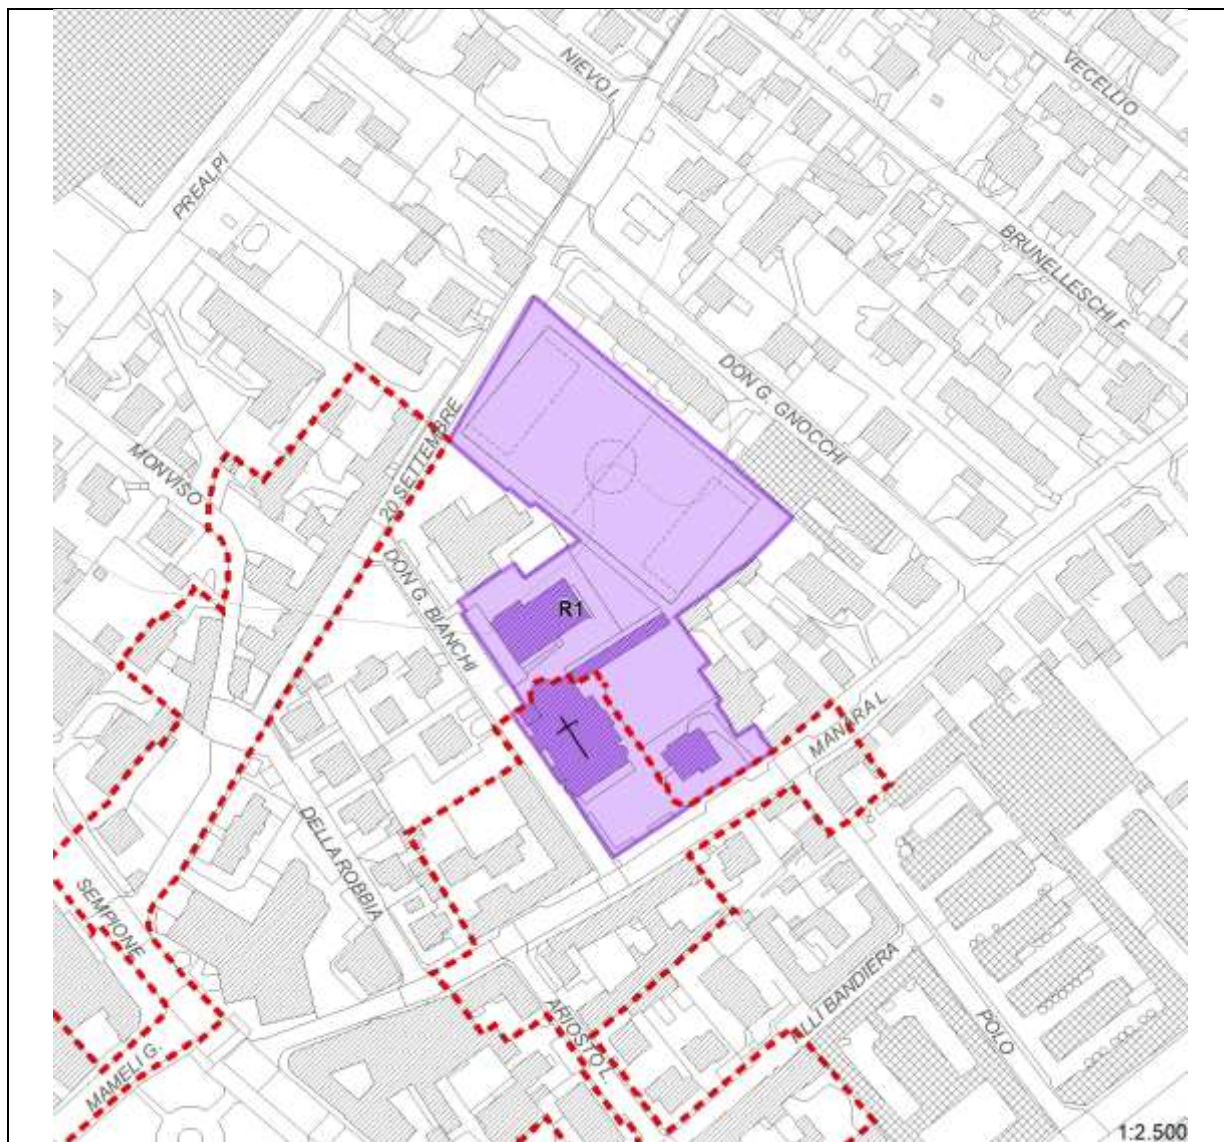 NIEVO I.
VECELLIO
PREALPI
BRUNELLESCHI F.
DON G. GNOCCHI
20 SETTEMBRE
MONVISO
DON G. BIANCHI
R1
MANARA L.
DELLA ROBBIA
SEMPIONE
F.LLI BANDIERA
ARIOSTO L.
POLO
MAMELI G.
1:2.500